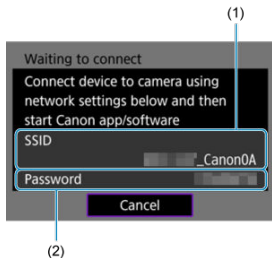 (1)
Waiting to connect
Connect device to camera using
network settings below and then
start Canon app/software
SSID
_Canon0A
Password
Cancel
(2)